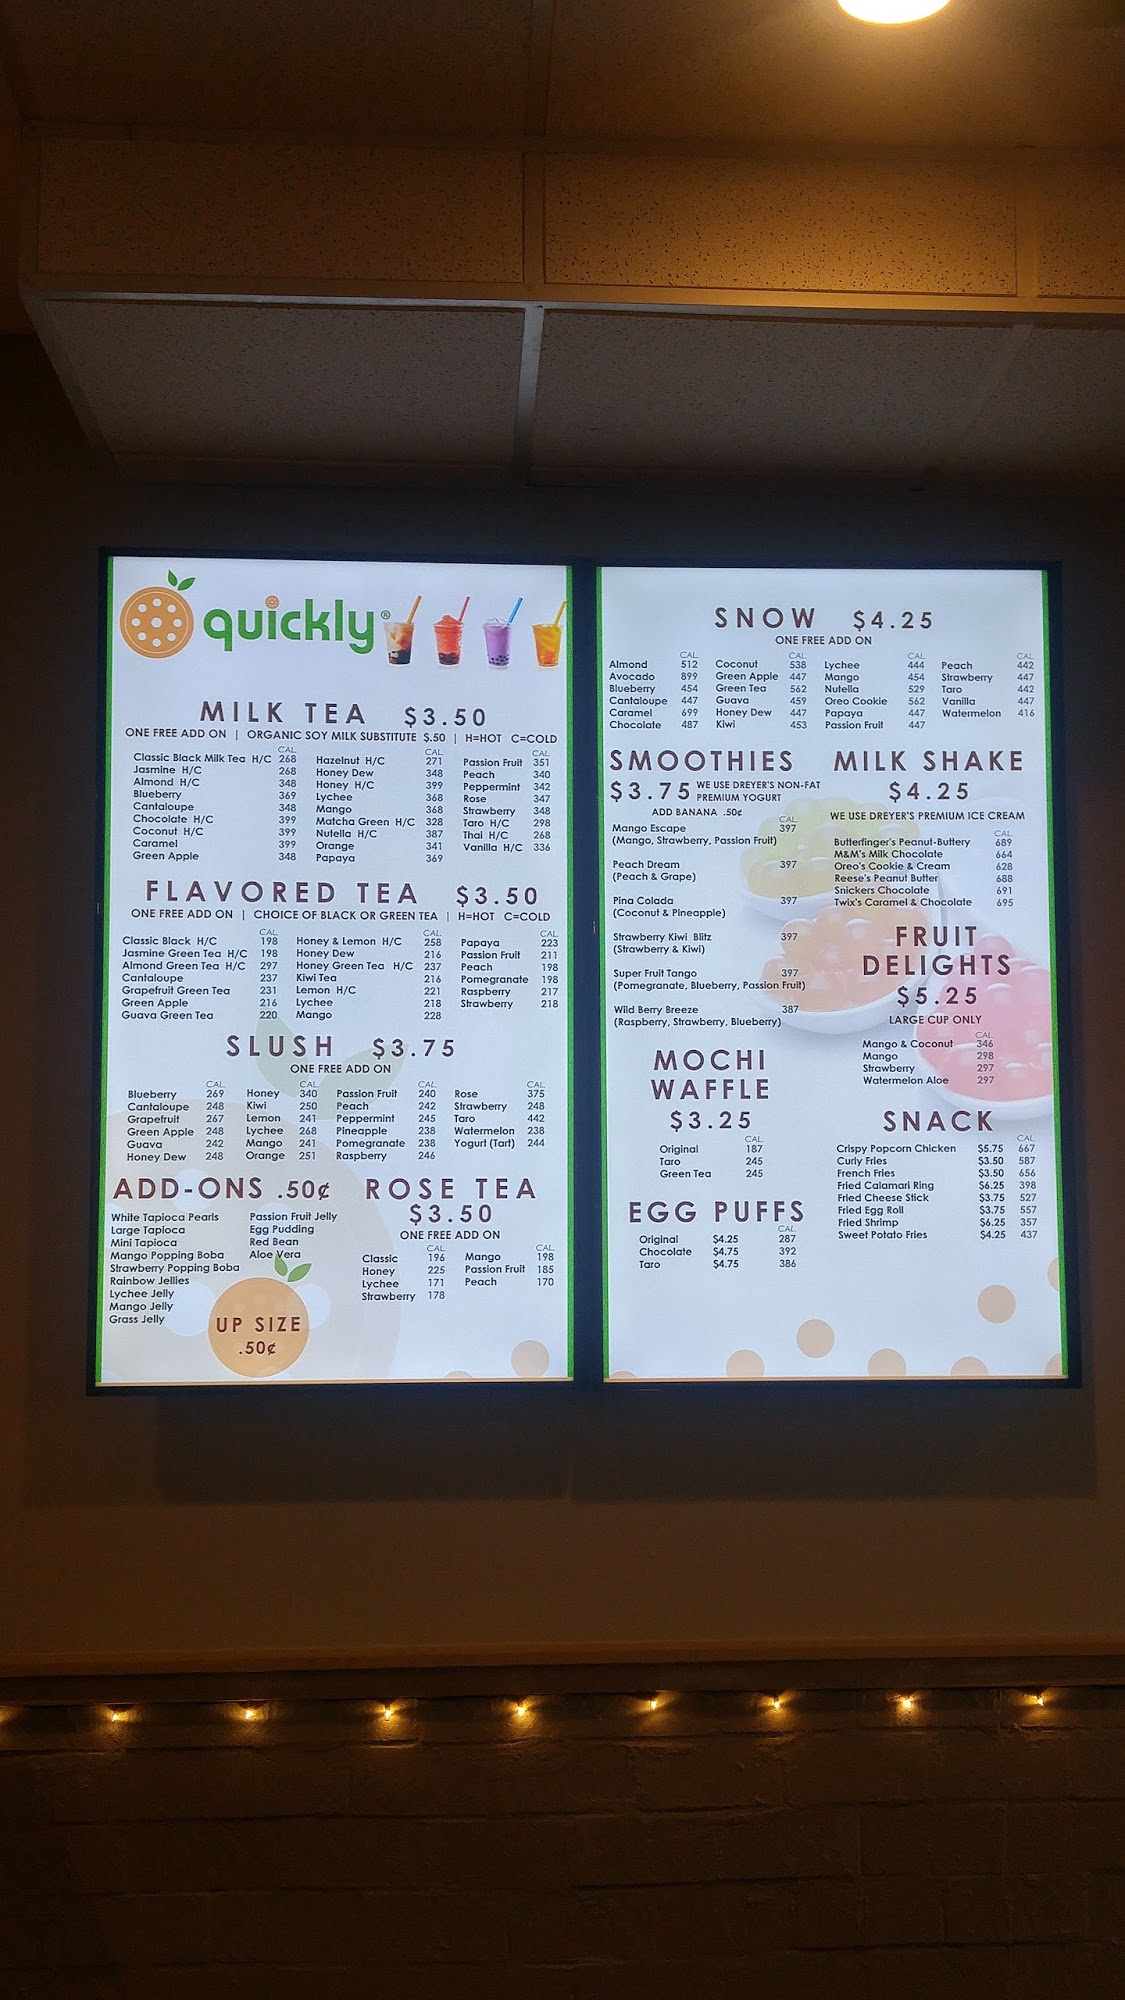 quickly®
MILK TEA $3.50
ONE FREE ADD ON | ORGANIC SOY MILK SUBSTITUTE $.50 | H=HOT C=COLD
CAL.
Classic Black Milk Tea H/C 268
Jasmine H/C 268
Almond H/C 348
Blueberry 369
Cantaloupe 348
Chocolate H/C 399
Coconut H/C 399
Caramel 399
Green Apple 348
CAL.
Hazelnut H/C 271
Honey Dew 348
Honey H/C 399
Lychee 368
Mango 368
Matcha Green H/C 328
Nutella H/C 387
Orange 341
Papaya 369
CAL.
Passion Fruit 351
Peach 340
Peppermint 342
Rose 347
Strawberry 348
Taro H/C 298
Thai H/C 268
Vanilla H/C 336
FLAVORED TEA $3.50
ONE FREE ADD ON | CHOICE OF BLACK OR GREEN TEA | H=HOT C=COLD
CAL.
Classic Black H/C 198
Jasmine Green Tea H/C 198
Almond Green Tea H/C 297
Cantaloupe 237
Grapefruit Green Tea 231
Green Apple 216
Guava Green Tea 220
CAL.
Honey & Lemon H/C 258
Honey Dew 216
Honey Green Tea H/C 237
Kiwi Tea 216
Lemon H/C 221
Lychee 218
Mango 228
CAL.
Papaya 223
Passion Fruit 211
Peach 198
Pomegranate 198
Raspberry 217
Strawberry 218
SLUSH $3.75
ONE FREE ADD ON
CAL.
Blueberry 269
Cantaloupe 248
Grapefruit 267
Green Apple 248
Guava 242
Honey Dew 248
CAL.
Honey 340
Kiwi 250
Lemon 241
Lychee 268
Mango 241
Orange 251
CAL.
Passion Fruit 240
Peach 242
Peppermint 245
Pineapple 238
Pomegranate 238
Raspberry 246
CAL.
Rose 375
Strawberry 248
Taro 442
Watermelon 238
Yogurt (Tart) 244
ADD-ONS .50¢
White Tapioca Pearls
Large Tapioca
Mini Tapioca
Mango Popping Boba
Strawberry Popping Boba
Rainbow Jellies
Lychee Jelly
Mango Jelly
Grass Jelly
Passion Fruit Jelly
Egg Pudding
Red Bean
Aloe Vera
UP SIZE
.50¢
ROSE TEA
$3.50
ONE FREE ADD ON
CAL.
Classic 196
Honey 225
Lychee 171
Strawberry 178
CAL.
Mango 198
Passion Fruit 185
Peach 170
SNOW $4.25
ONE FREE ADD ON
CAL.
Almond 512
Avocado 899
Blueberry 454
Cantaloupe 447
Caramel 699
Chocolate 487
CAL.
Coconut 538
Green Apple 447
Green Tea 562
Guava 459
Honey Dew 447
Kiwi 453
CAL.
Lychee 444
Mango 454
Nutella 529
Oreo Cookie 562
Papaya 447
Passion Fruit 447
CAL.
Peach 442
Strawberry 447
Taro 442
Vanilla 447
Watermelon 416
SMOOTHIES
$3.75 WE USE DREYER'S NON-FAT
PREMIUM YOGURT
ADD BANANA .50¢
CAL.
Mango Escape 397
(Mango, Strawberry, Passion Fruit)
Peach Dream 397
(Peach & Grape)
Pina Colada 397
(Coconut & Pineapple)
Strawberry Kiwi Blitz 397
(Strawberry & Kiwi)
Super Fruit Tango 397
(Pomegranate, Blueberry, Passion Fruit)
Wild Berry Breeze 387
(Raspberry, Strawberry, Blueberry)
MILK SHAKE
$4.25
WE USE DREYER'S PREMIUM ICE CREAM
CAL.
Butterfinger's Peanut-Buttery 689
M&M's Milk Chocolate 664
Oreo's Cookie & Cream 628
Reese's Peanut Butter 688
Snickers Chocolate 691
Twix's Caramel & Chocolate 695
FRUIT
DELIGHTS
$5.25
LARGE CUP ONLY
CAL.
Mango & Coconut 346
Mango 298
Strawberry 297
Watermelon Aloe 297
MOCHI
WAFFLE
$3.25
CAL.
Original 187
Taro 245
Green Tea 245
EGG PUFFS
CAL.
Original $4.25 287
Chocolate $4.75 392
Taro $4.75 386
SNACK
CAL.
Crispy Popcorn Chicken $5.75 667
Curly Fries $3.50 587
French Fries $3.50 656
Fried Calamari Ring $6.25 398
Fried Cheese Stick $3.75 527
Fried Egg Roll $3.75 557
Fried Shrimp $6.25 357
Sweet Potato Fries $4.25 437